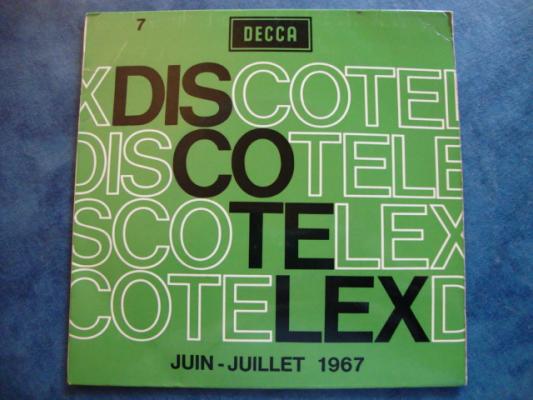 7
DECCA
XDISCOTEL
DISCOTELE
SCOTELEX
COTELEXD
JUIN-JUILLET 1967